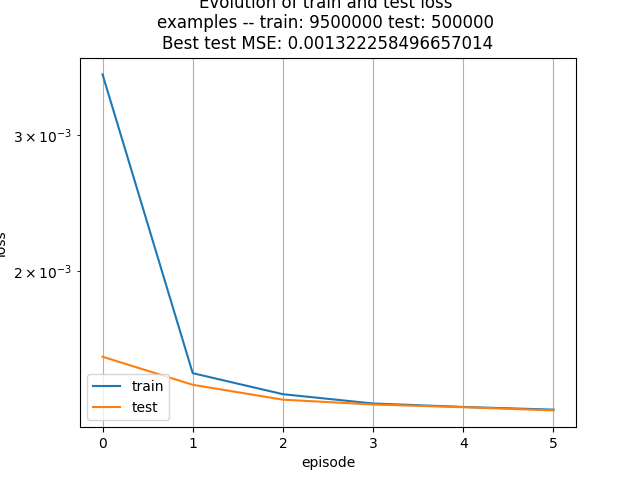 Evolution of train and test loss
examples -- train: 9500000 test: 500000
Best test MSE: 0.001322258496657014
3 × 10⁻³
2 × 10⁻³
loss
train
test
0 1 2 3 4 5
episode